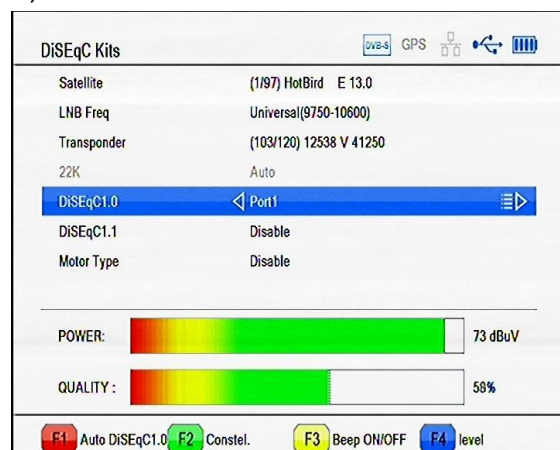 DiSEqC Kits DVB-S GPS
Satellite (1/97) HotBird E 13.0
LNB Freq Universal(9750-10600)
Transponder (103/120) 12538 V 41250
22K Auto
DiSEqC1.0 Port1
DiSEqC1.1 Disable
Motor Type Disable
POWER: 73 dBuV
QUALITY : 58%
F1 Auto DiSEqC1.0 F2 Constel. F3 Beep ON/OFF F4 level